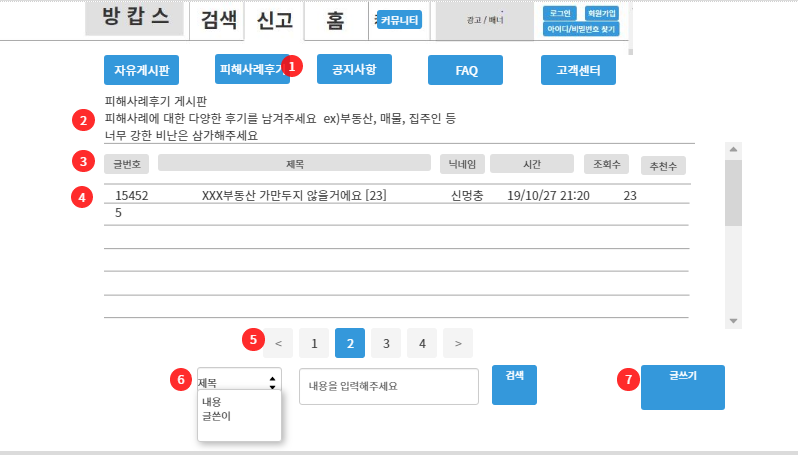 방 캅 스
검색
신고
홈
커뮤니티
광고 / 배너
로그인
회원가입
아이디/비밀번호 찾기
자유게시판
피해사례후기
1
공지사항
FAQ
고객센터
피해사례후기 게시판
2
피해사례에 대한 다양한 후기를 남겨주세요 ex)부동산, 매물, 집주인 등
너무 강한 비난은 삼가해주세요
3
글번호 제목 닉네임 시간 조회수 추천수
4
15452 XXX부동산 가만두지 않을거에요 [23] 신멍충 19/10/27 21:20 23
5
5
< 1 2 3 4 >
6
제목
내용을 입력해주세요
검색
7
글쓰기
내용
글쓴이